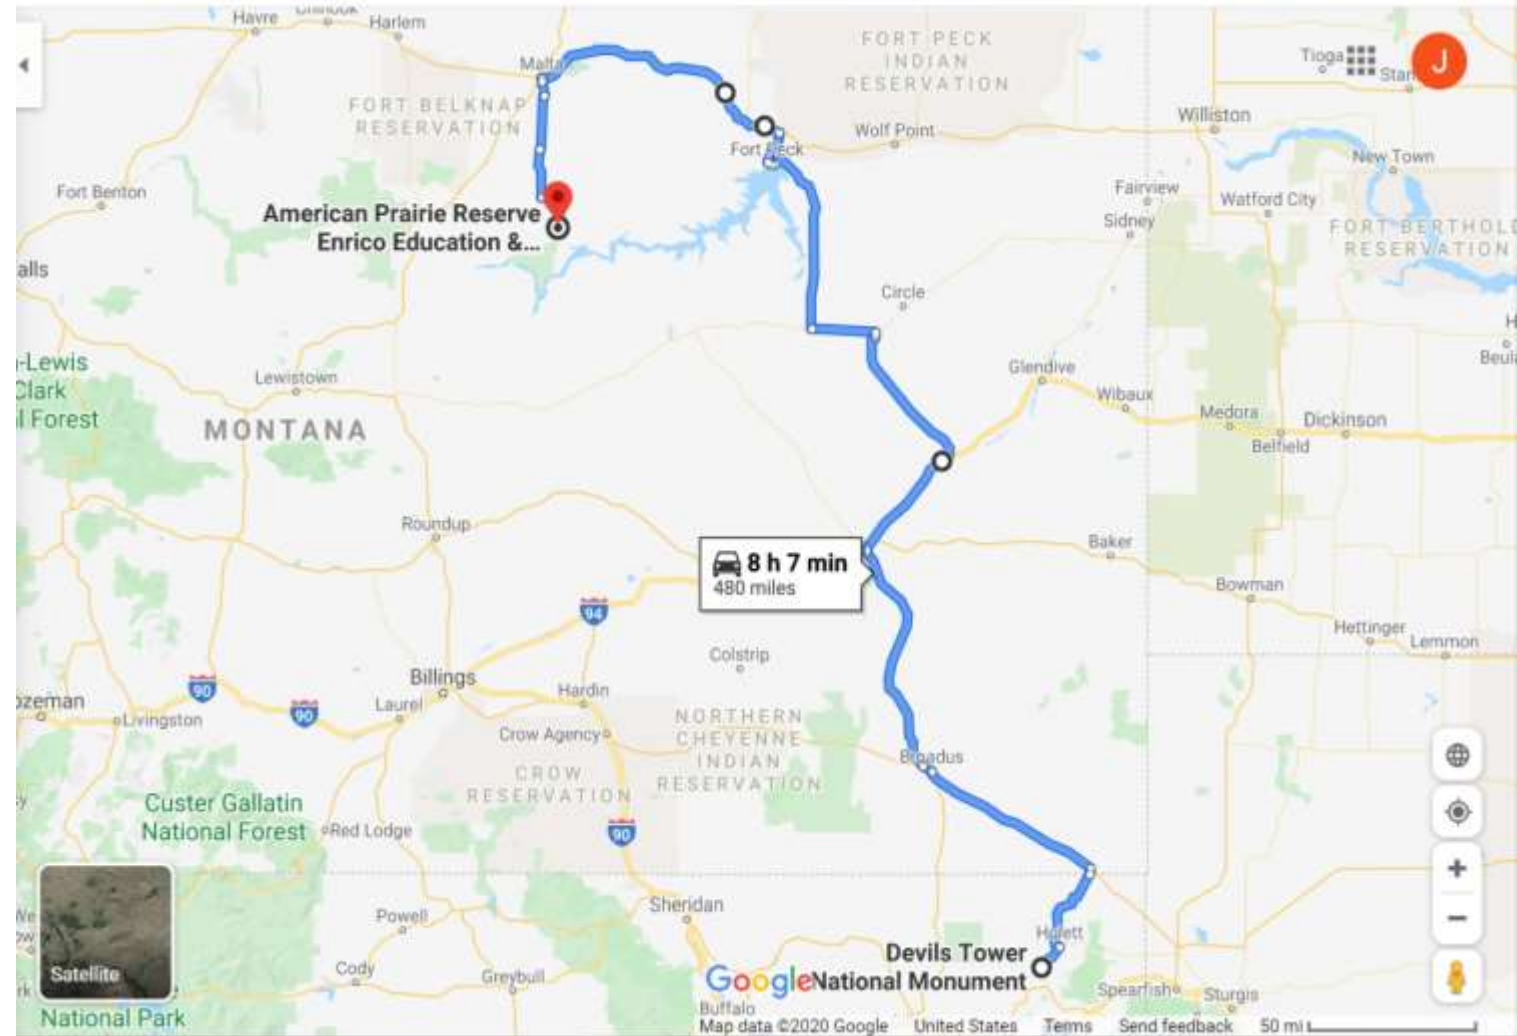 Havre
Harlem
Malta
FORT PECK
INDIAN
RESERVATION
Tioga
J
FORT BELKNAP
RESERVATION
Williston
Wolf Point
Fort Peck
New Town
Fort Benton
Fairview
Watford City
Sidney
American Prairie Reserve
Enrico Education &...
FORT BERTHOLD
RESERVATION
alls
Circle
-Lewis
Clark
l Forest
Lewistown
Glendive
Wibaux
Medora
Dickinson
Belfield
MONTANA
Roundup
Baker
8 h 7 min
480 miles
Bowman
94
Hettinger
Lemmon
Colstrip
Billings
90
90
Hardin
Laurel
ozeman
Livingston
NORTHERN
CHEYENNE
INDIAN
RESERVATION
Crow Agency
CROW
RESERVATION
Broadus
Custer Gallatin
National Forest
Red Lodge
90
Sheridan
Powell
Hulett
Devils Tower
National Monument
Google
Satellite
Cody
Greybull
Spearfish
Sturgis
Buffalo
National Park
Map data ©2020 Google United States Terms Send feedback 50 mi